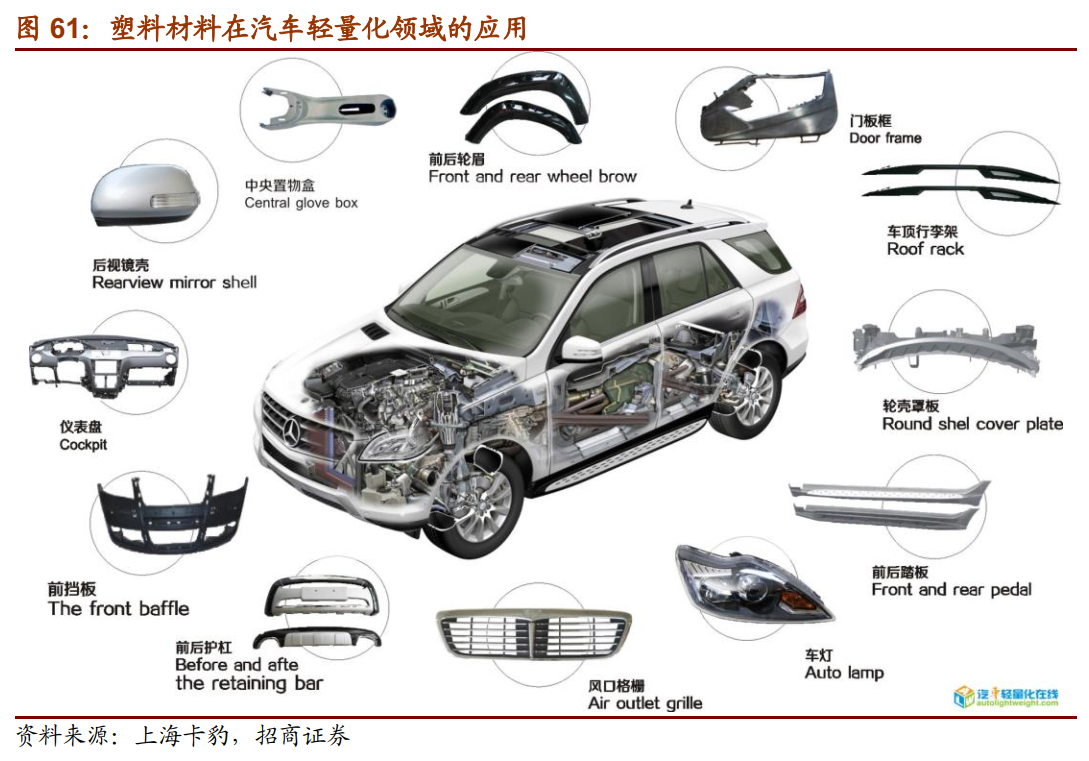 图 61：塑料材料在汽车轻量化领域的应用
中央置物盒
Central glove box
前后轮眉
Front and rear wheel brow
门板框
Door frame
后视镜壳
Rearview mirror shell
车顶行李架
Roof rack
仪表盘
Cockpit
轮壳罩板
Round shel cover plate
前挡板
The front baffle
前后护杠
Before and afte
the retaining bar
风口格栅
Air outlet grille
车灯
Auto lamp
前后踏板
Front and rear pedal
汽车轻量化在线
autolightweight.com
资料来源：上海卡豹，招商证券